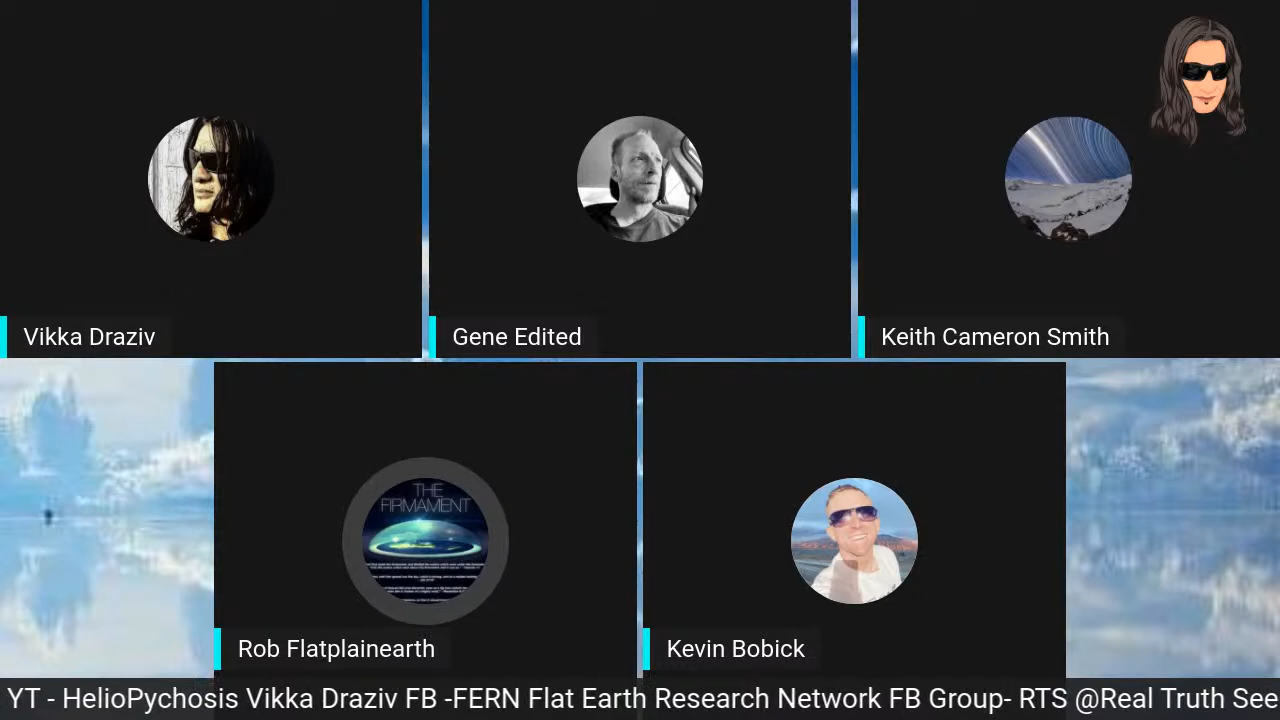 Vikka Draziv
Gene Edited
Keith Cameron Smith
THE
FIRMAMENT
Rob Flatplainearth
Kevin Bobick
YT - HelioPychosis Vikka Draziv FB -FERN Flat Earth Research Network FB Group- RTS @Real Truth See